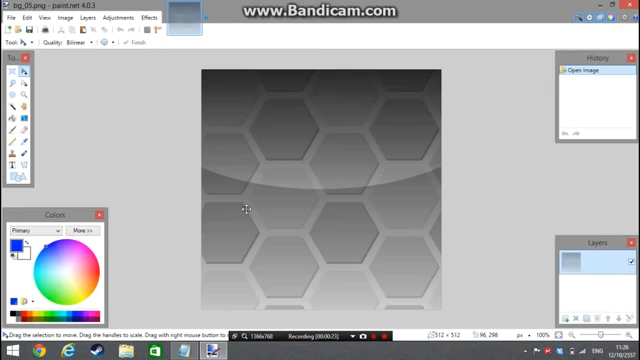 bg_05.png - paint.net 4.0.3
www.Bandicam.com
File Edit View Image Layers Adjustments Effects
Tool: Quality: Bilinear Finish
To...
History
Open Image
Colors
Primary More >>
Layers
Background
Drag the selection to move. Drag the handles to scale. Drag with right mouse button to
1366x768 Recording [00:00:23]
512 × 512 96, 298 px 100%
ENG 11:26
12/10/2557